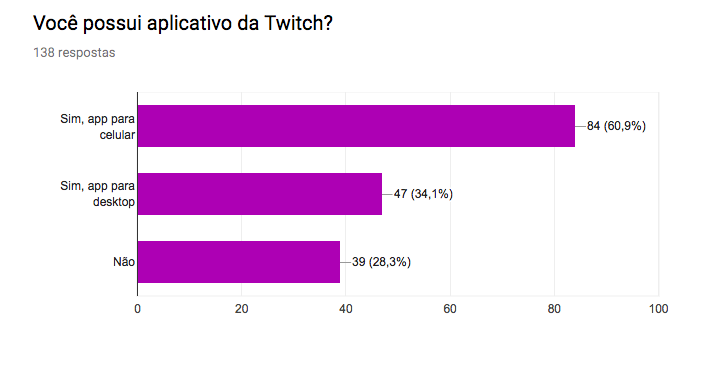 Você possui aplicativo da Twitch?
138 respostas
Sim, app para
celular
84 (60,9%)
Sim, app para
desktop
47 (34,1%)
Não
39 (28,3%)
0
20
40
60
80
100